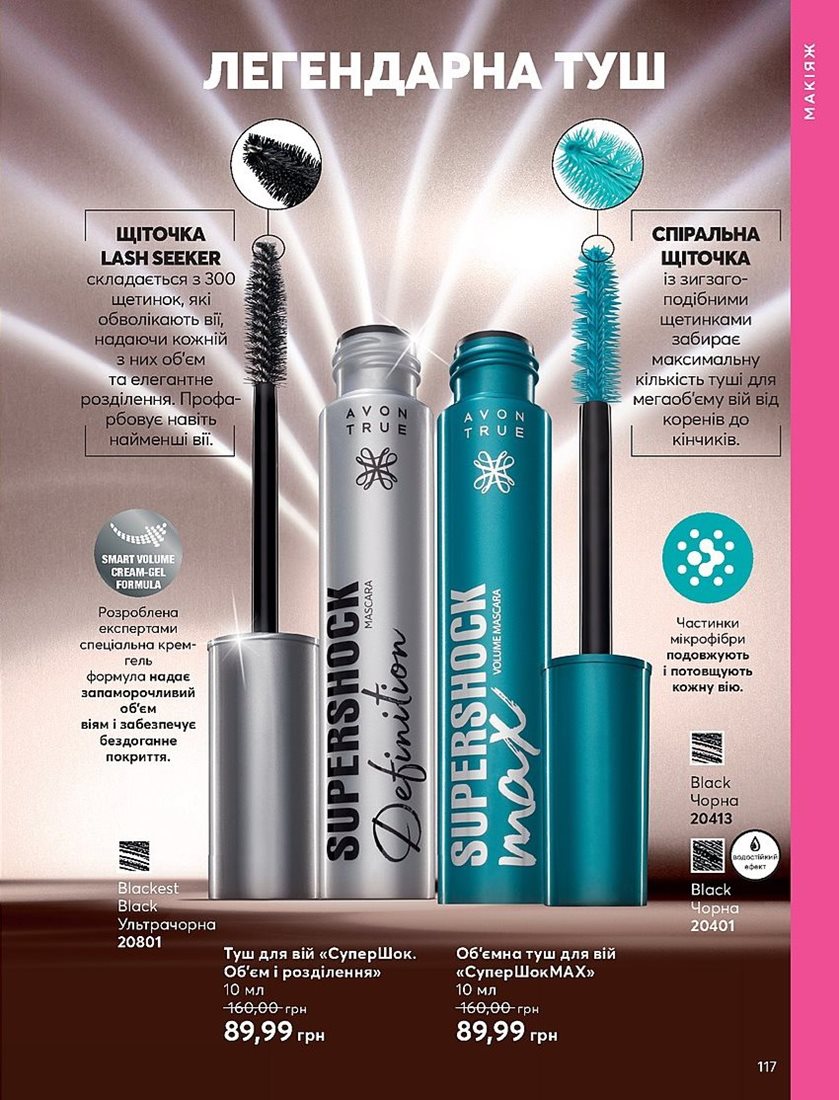 ЛЕГЕНДАРНА ТУШ
МАКІЯЖ
ЩІТОЧКА
LASH SEEKER
складається з 300
щетинок, які
обволікають вії,
надаючи кожній
з них об’єм
та елегантне
розділення. Профа-
рбовує навіть
найменші вії.
СПІРАЛЬНА
ЩІТОЧКА
із зигзаго-
подібними
щетинками
забирає
максимальну
кількість туші для
мегаоб’єму вій від
коренів до
кінчиків.
AVON
TRUE
SUPERSHOCK
MASCARA
Definition
AVON
TRUE
SUPERSHOCK
VOLUME MASCARA
max
SMART VOLUME
CREAM-GEL
FORMULA
Розроблена
експертами
спеціальна крем-
гель
формула надає
запаморочливий
об’єм
віям і забезпечує
бездоганне
покриття.
Частинки
мікрофібри
подовжують
і потовщують
кожну вію.
Black
Чорна
20413
водостійкий
ефект
Black
Чорна
20401
Blackest
Black
Ультрачорна
20801
Туш для вій «СуперШок.
Об’єм і розділення»
10 мл
160,00 грн
89,99 грн
Об’ємна туш для вій
«СуперШокMAX»
10 мл
160,00 грн
89,99 грн
117